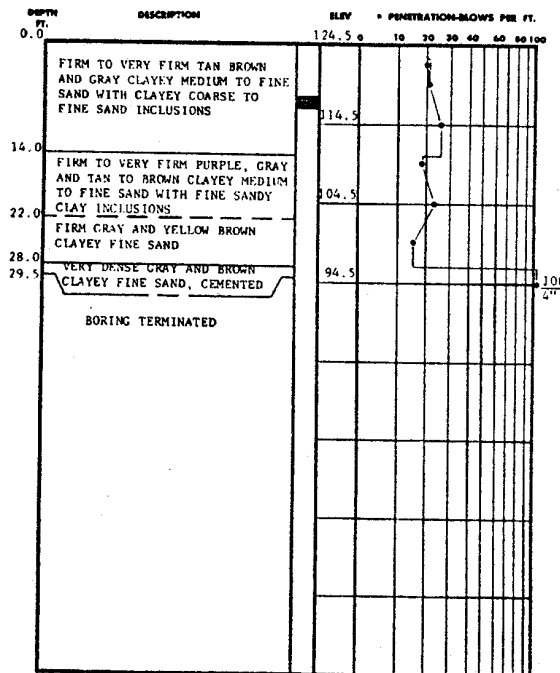 DEPTH FT.
DESCRIPTION
ELEV
• PENETRATION-BLOWS PER FT.
0.0
124.5
0 10 20 30 40 60 80 100
FIRM TO VERY FIRM TAN BROWN
AND GRAY CLAYEY MEDIUM TO FINE
SAND WITH CLAYEY COARSE TO
FINE SAND INCLUSIONS
114.5
14.0
FIRM TO VERY FIRM PURPLE, GRAY
AND TAN TO BROWN CLAYEY MEDIUM
TO FINE SAND WITH FINE SANDY
CLAY INCLUSIONS
104.5
22.0
FIRM GRAY AND YELLOW BROWN
CLAYEY FINE SAND
28.0
VERY DENSE GRAY AND BROWN
29.5
CLAYEY FINE SAND, CEMENTED
94.5
100
4"
BORING TERMINATED